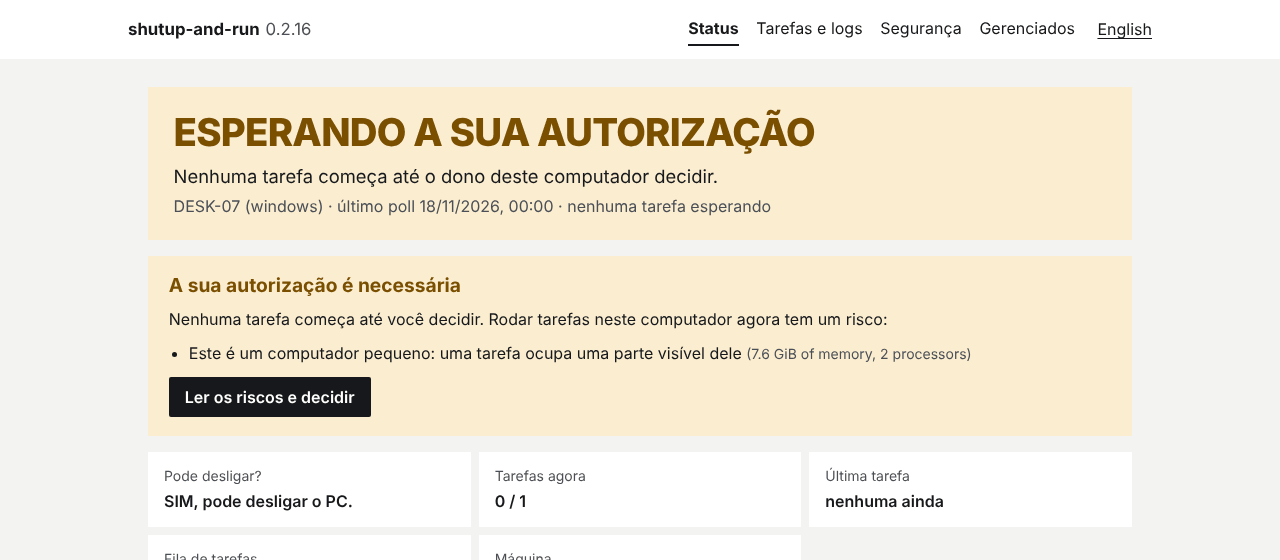 shutup-and-run 0.2.16
Status Tarefas e logs Segurança Gerenciados English
ESPERANDO A SUA AUTORIZAÇÃO
Nenhuma tarefa começa até o dono deste computador decidir.
DESK-07 (windows) · último poll 18/11/2026, 00:00 · nenhuma tarefa esperando
A sua autorização é necessária
Nenhuma tarefa começa até você decidir. Rodar tarefas neste computador agora tem um risco:
• Este é um computador pequeno: uma tarefa ocupa uma parte visível dele (7.6 GiB of memory, 2 processors)
Ler os riscos e decidir
Pode desligar?
SIM, pode desligar o PC.
Tarefas agora
0 / 1
Última tarefa
nenhuma ainda
Fila de tarefas
Máquina